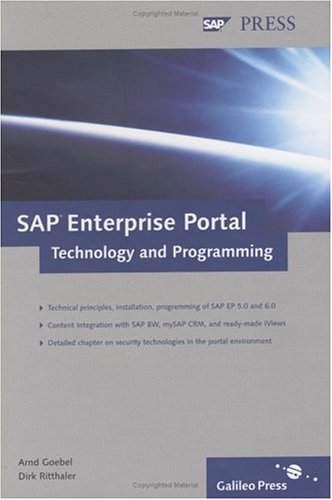 SAP PRESS
SAP® Enterprise Portal
Technology and Programming
Technical principles, installation, programming of SAP EP 5.0 and 6.0
Content Integration with SAP BW, mySAP CRM, and ready-made iViews
Detailed chapter on security technologies in the portal environment
Arnd Goebel
Dirk Ritthaler
Galileo Press